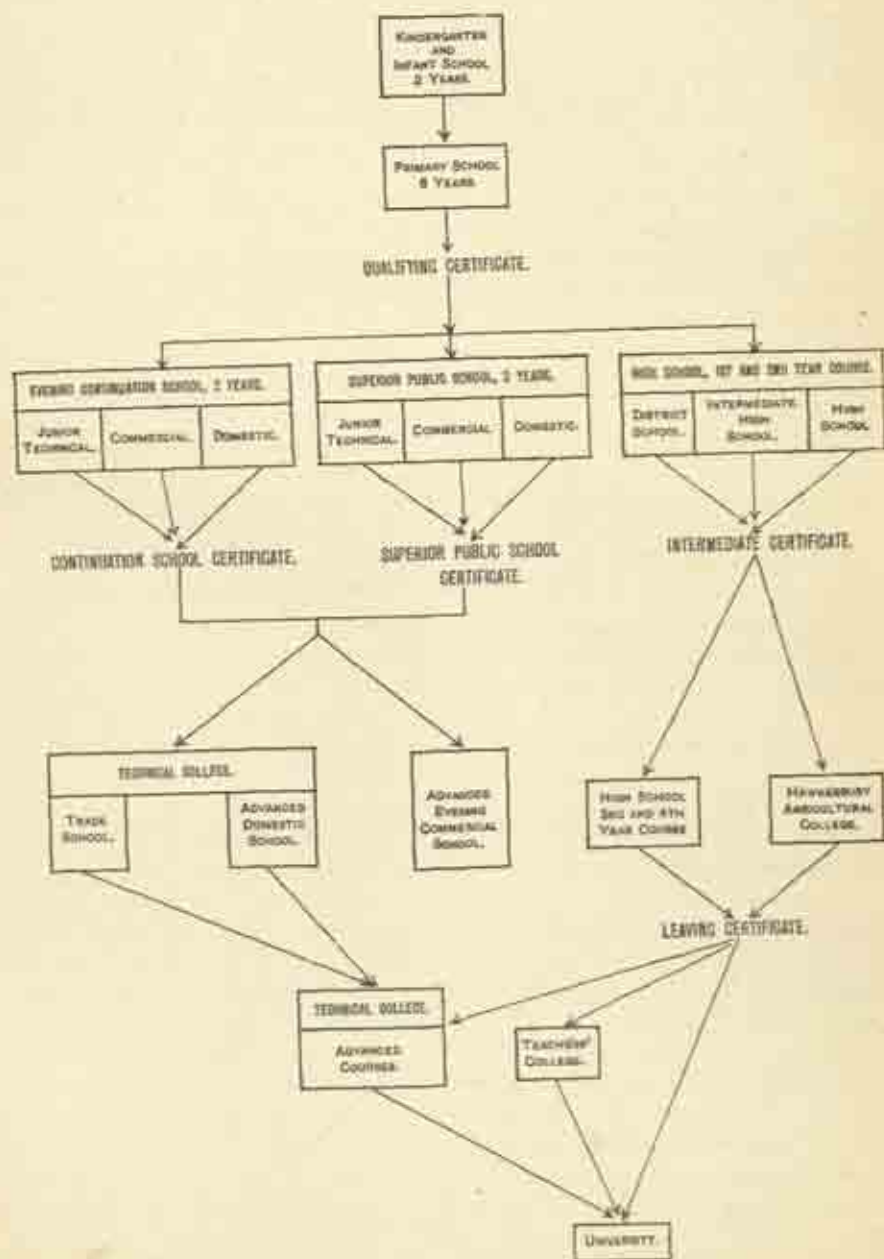 KINDERGARTEN
AND
INFANT SCHOOL
2 YEARS.
PRIMARY SCHOOL
6 YEARS.
QUALIFYING CERTIFICATE.
EVENING CONTINUATION SCHOOL, 2 YEARS.
JUNIOR
TECHNICAL.
COMMERCIAL.
DOMESTIC.
SUPERIOR PUBLIC SCHOOL, 2 YEARS.
JUNIOR
TECHNICAL.
COMMERCIAL
DOMESTIC.
HIGH SCHOOL, 1ST AND 2ND YEAR COURSE.
DISTRICT
SCHOOL.
INTERMEDIATE
HIGH
SCHOOL.
HIGH
SCHOOL
CONTINUATION SCHOOL CERTIFICATE.
SUPERIOR PUBLIC SCHOOL
CERTIFICATE.
INTERMEDIATE CERTIFICATE.
TECHNICAL COLLEGE.
TRADE
SCHOOL.
ADVANCED
DOMESTIC
SCHOOL.
ADVANCED
EVENING
COMMERCIAL
SCHOOL.
HIGH SCHOOL
3RD AND 4TH
YEAR COURSE
HAWKESBURY
AGRICULTURAL
COLLEGE.
LEAVING CERTIFICATE.
TECHNICAL COLLEGE.
ADVANCED
COURSES.
TEACHERS'
COLLEGE.
UNIVERSITY.